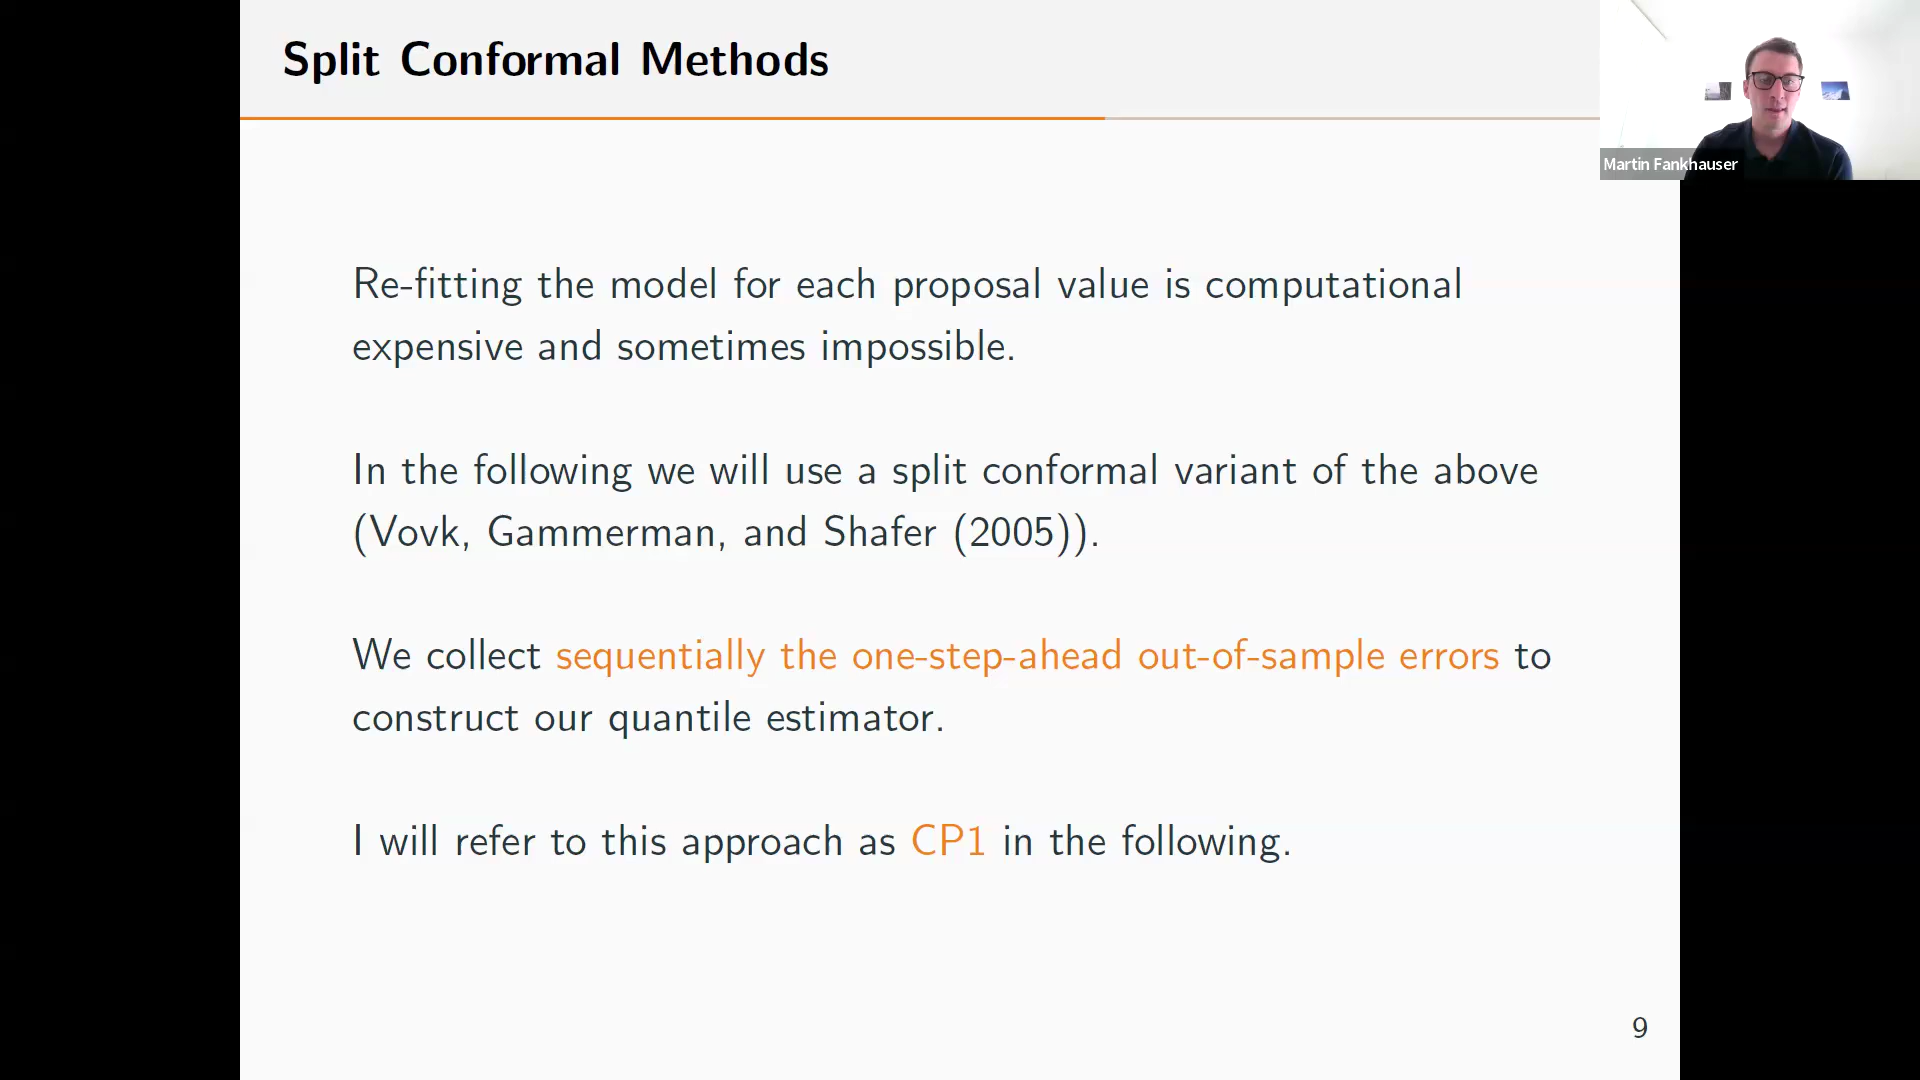 Split Conformal Methods
Martin Fankhauser
Re-fitting the model for each proposal value is computational
expensive and sometimes impossible.
In the following we will use a split conformal variant of the above
(Vovk, Gammerman, and Shafer (2005)).
We collect sequentially the one-step-ahead out-of-sample errors to
construct our quantile estimator.
I will refer to this approach as CP1 in the following.
9